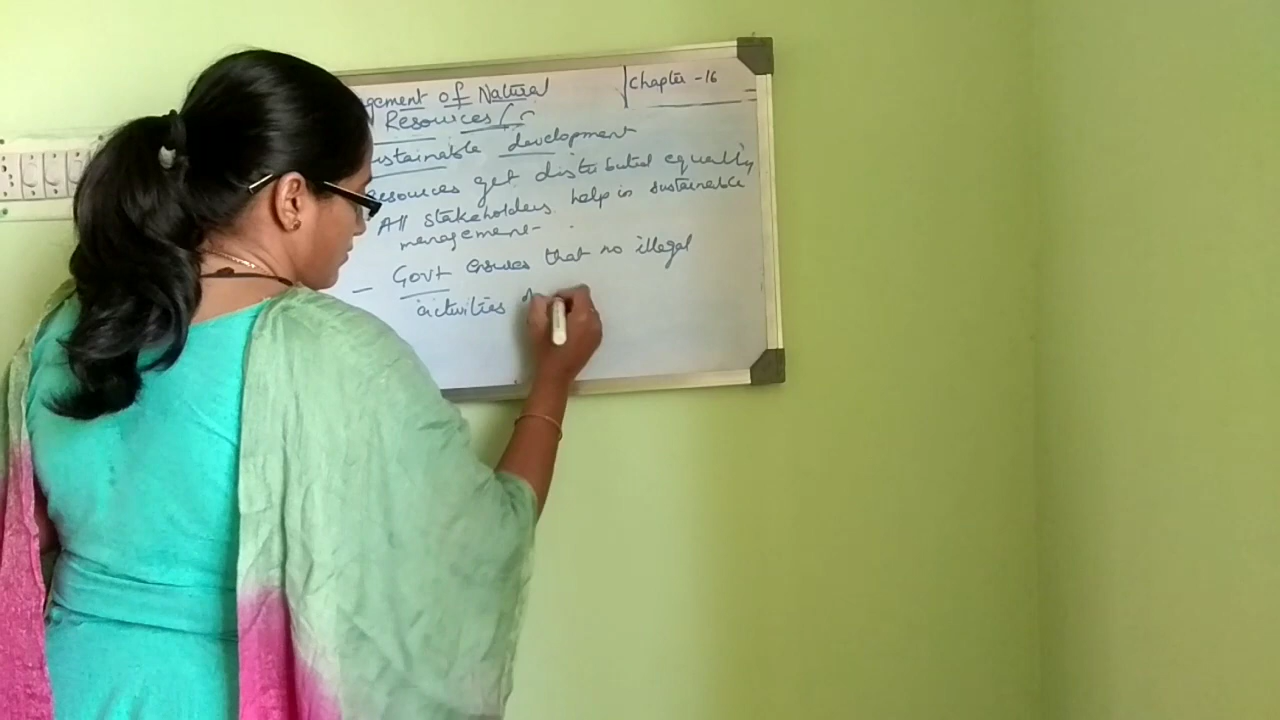 gement of Natural
Chapter -16
Resources/
ustainable development
esources get distributed equally
All stakeholders help in sustainable
management-
- Govt ensures that no illegal
activities